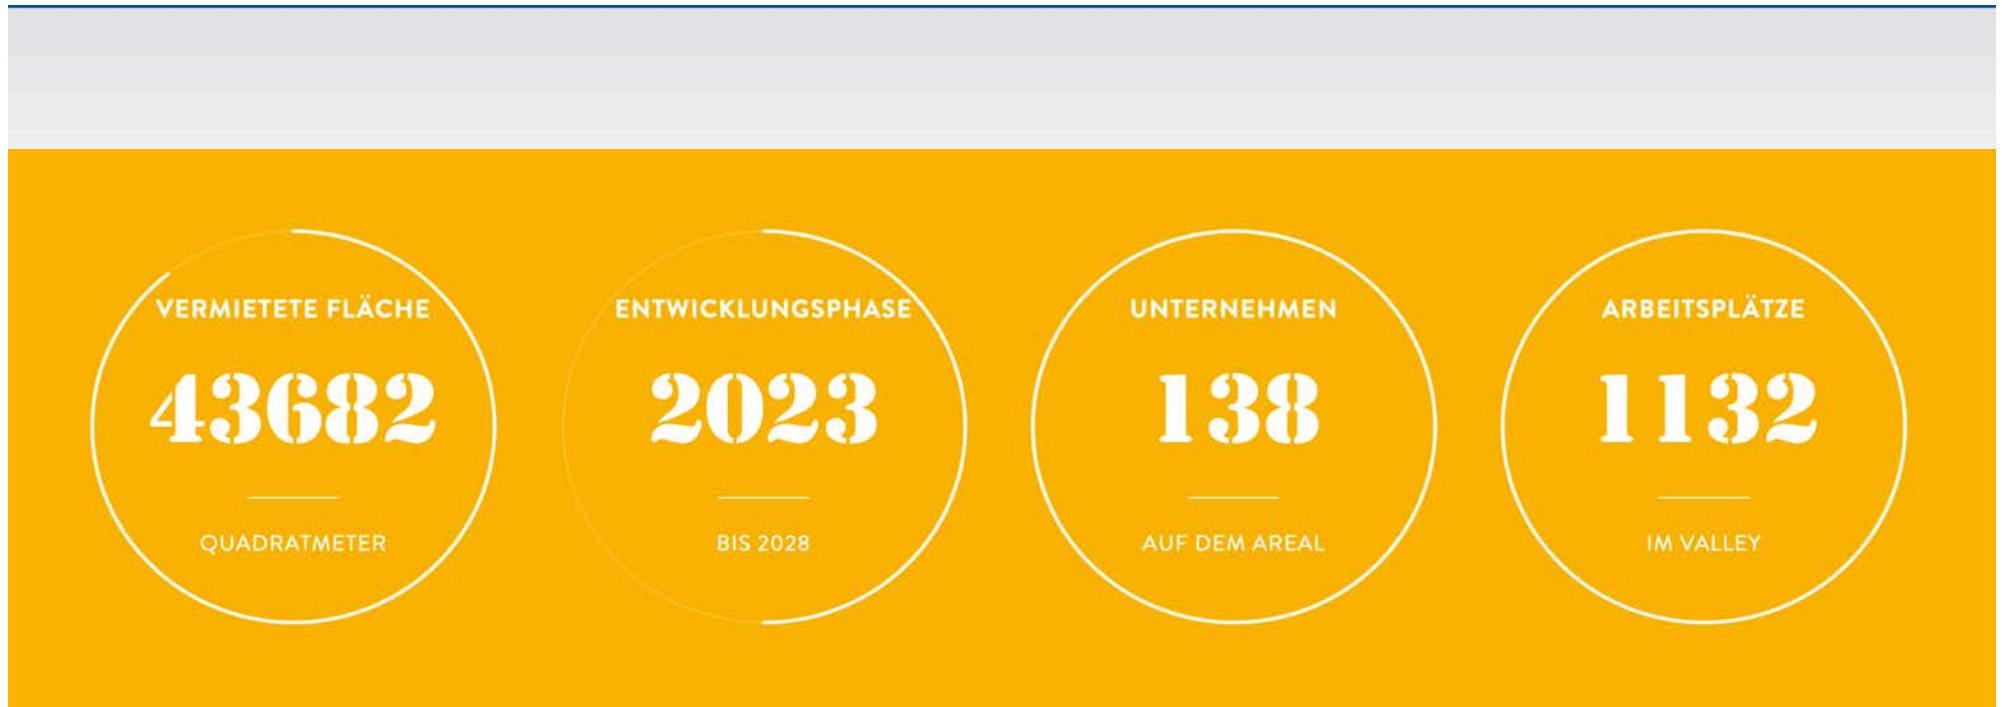 VERMIETETE FLÄCHE
43682
QUADRATMETER
ENTWICKLUNGSPHASE
2023
BIS 2028
UNTERNEHMEN
138
AUF DEM AREAL
ARBEITSPLÄTZE
1132
IM VALLEY